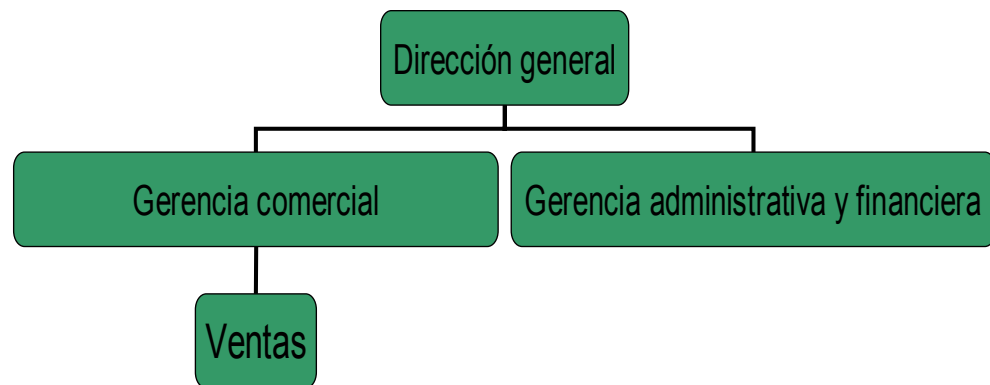 Dirección general
Gerencia comercial
Gerencia administrativa y financiera
Ventas